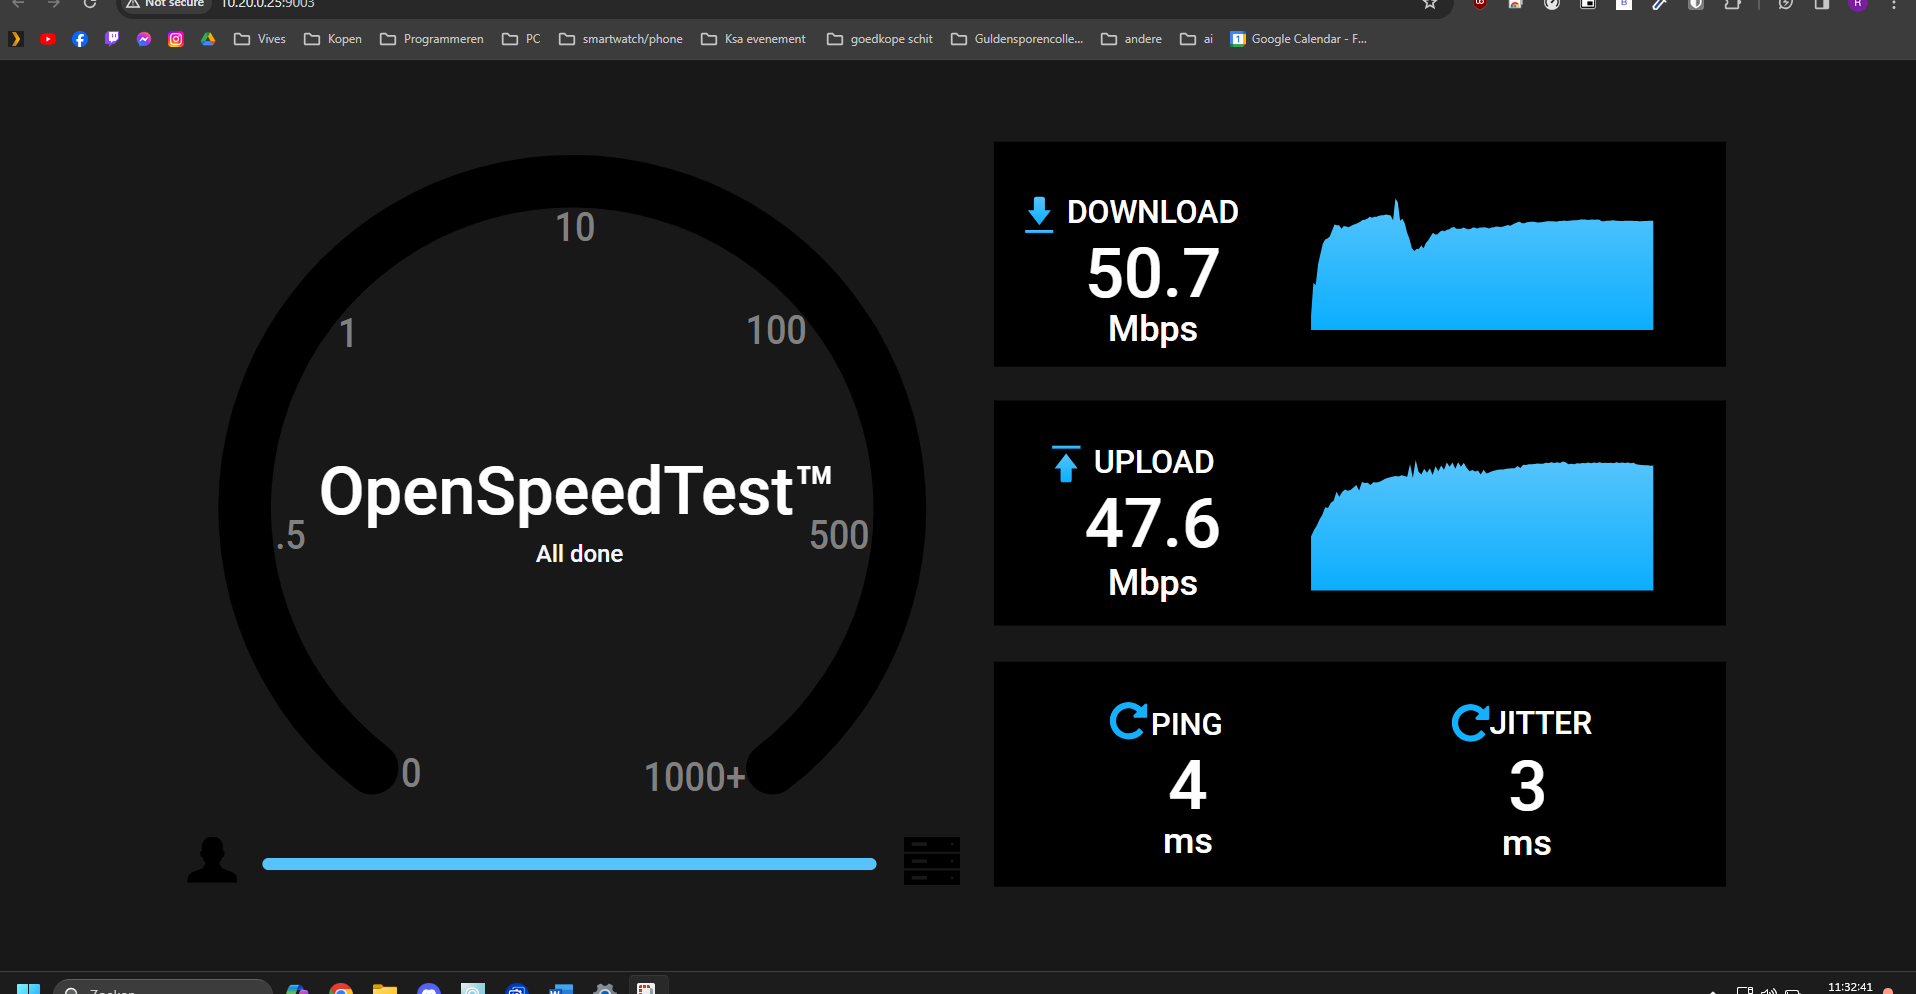 Not secure 10.20.0.25:9003
Vives Kopen Programmeren PC smartwatch/phone Ksa evenement goedkope schit Guldensporencolle... andere ai Google Calendar - F...
10
1
100
OpenSpeedTest™
.5
500
All done
0
1000+
DOWNLOAD
50.7
Mbps
UPLOAD
47.6
Mbps
PING
4
ms
JITTER
3
ms
Zoeken
11:32:41